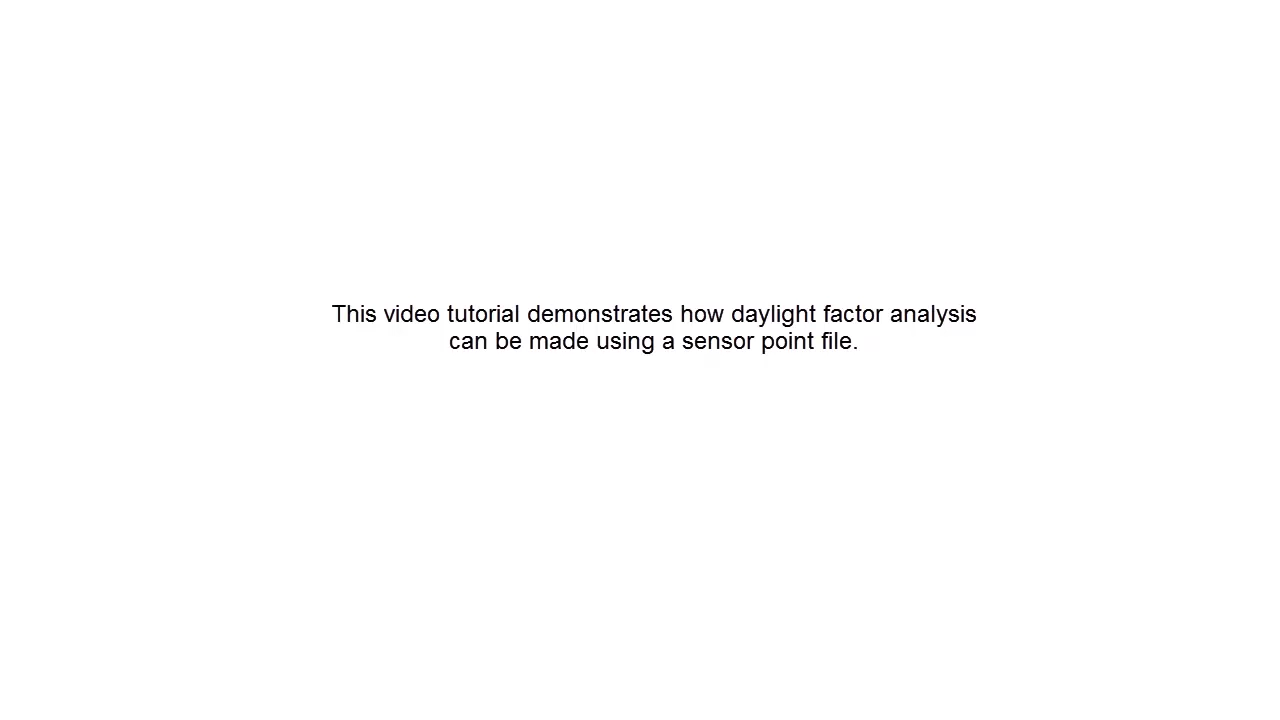 This video tutorial demonstrates how daylight factor analysis
can be made using a sensor point file.